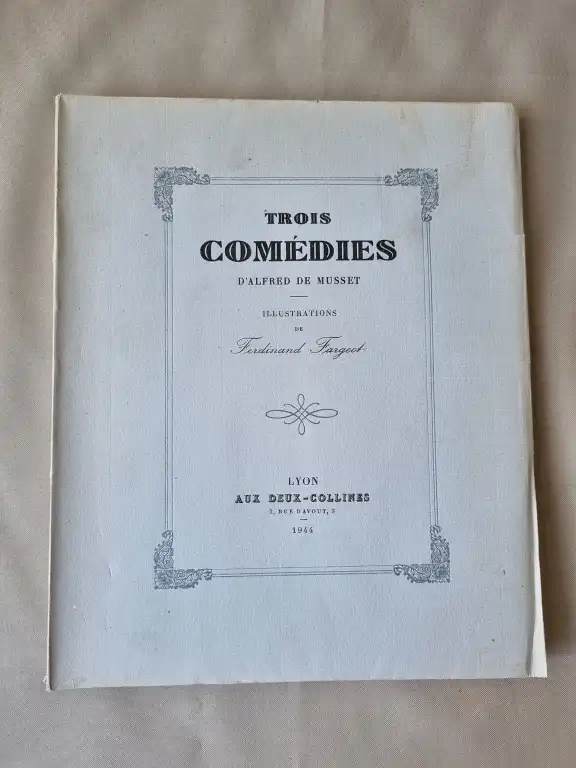 TROIS
COMÉDIES
D'ALFRED DE MUSSET
ILLUSTRATIONS
DE
Ferdinand Fargeot
LYON
AUX DEUX-COLLINES
3, RUE DAVOUT, 3
1944